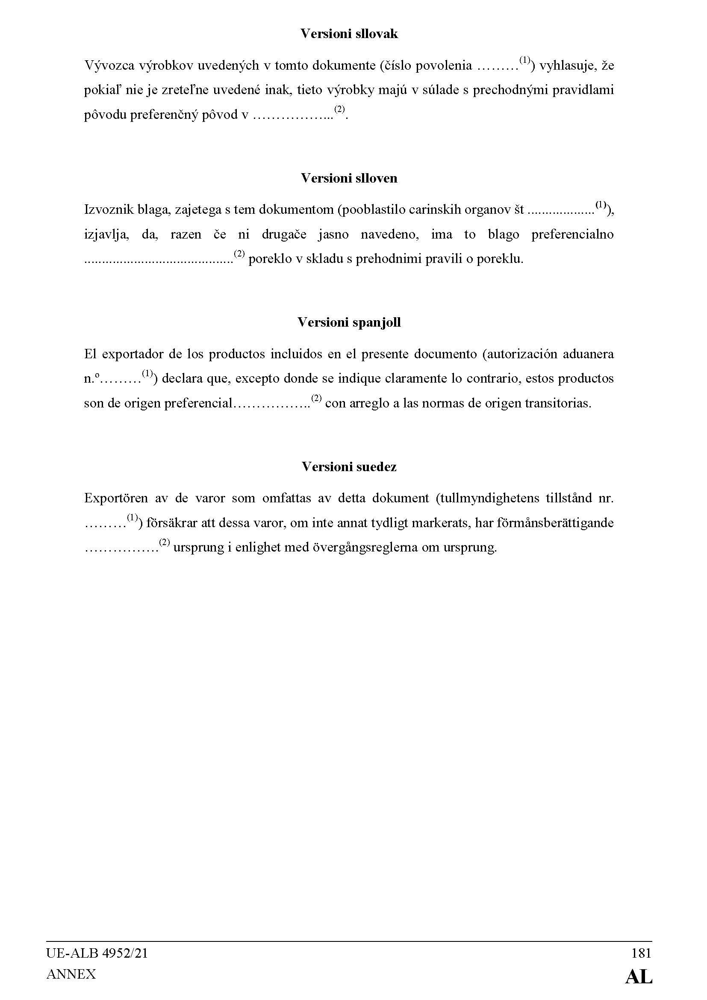 Versioni sllovak
Vývozca výrobkov uvedených v tomto dokumente (číslo povolenia ………(1)) vyhlasuje, že
pokiaľ nie je zreteľne uvedené inak, tieto výrobky majú v súlade s prechodnými pravidlami
pôvodu preferenčný pôvod v ……………...(2).
Versioni slloven
Izvoznik blaga, zajetega s tem dokumentom (pooblastilo carinskih organov št ...................(1)),
izjavlja, da, razen če ni drugače jasno navedeno, ima to blago preferencialno
..........................................(2) poreklo v skladu s prehodnimi pravili o poreklu.
Versioni spanjoll
El exportador de los productos incluidos en el presente documento (autorización aduanera
n.º………(1)) declara que, excepto donde se indique claramente lo contrario, estos productos
son de origen preferencial……………..(2) con arreglo a las normas de origen transitorias.
Versioni suedez
Exportören av de varor som omfattas av detta dokument (tullmyndighetens tillstånd nr.
………(1)) försäkrar att dessa varor, om inte annat tydligt markerats, har förmånsberättigande
…………….(2) ursprung i enlighet med övergångsreglerna om ursprung.
UE-ALB 4952/21 181
ANNEX AL